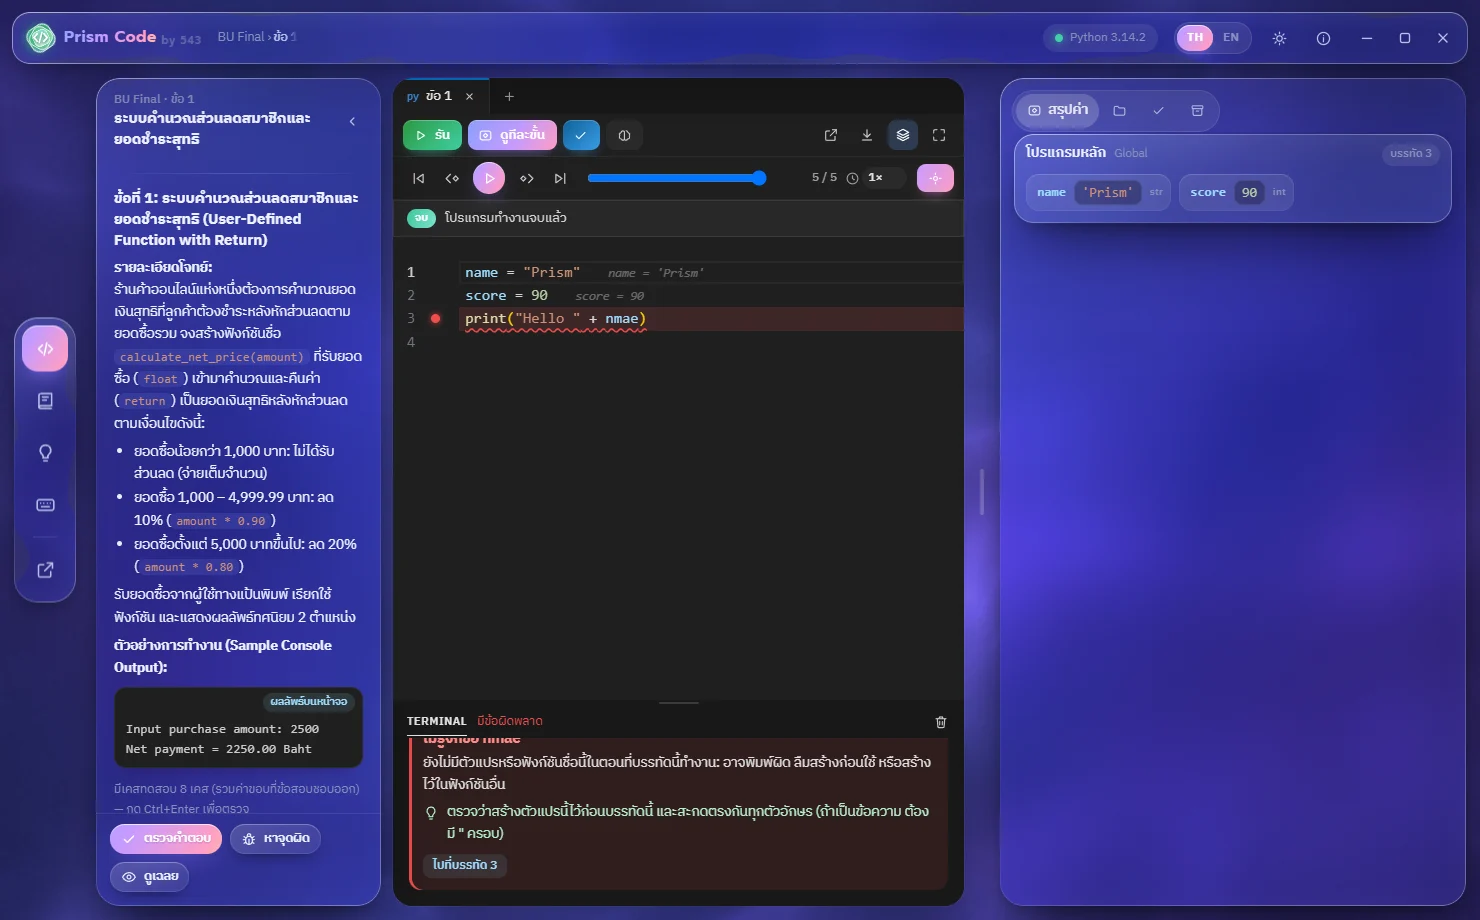 Prism Code by 543
BU Final › ข้อ 1
Python 3.14.2
TH EN
BU Final · ข้อ 1
ระบบคำนวณส่วนลดสมาชิกและ
ยอดชำระสุทธิ
ข้อที่ 1: ระบบคำนวณส่วนลดสมาชิกและ
ยอดชำระสุทธิ (User-Defined
Function with Return)
รายละเอียดโจทย์:
ร้านค้าออนไลน์แห่งหนึ่งต้องการคำนวณยอด
เงินสุทธิที่ลูกค้าต้องชำระหลังหักส่วนลดตาม
ยอดซื้อรวม จงสร้างฟังก์ชันชื่อ
calculate_net_price(amount) ที่รับยอด
ซื้อ ( float ) เข้ามาคำนวณและคืนค่า
( return ) เป็นยอดเงินสุทธิหลังหักส่วนลด
ตามเงื่อนไขดังนี้:
• ยอดซื้อน้อยกว่า 1,000 บาท: ไม่ได้รับ
ส่วนลด (จ่ายเต็มจำนวน)
• ยอดซื้อ 1,000 – 4,999.99 บาท: ลด
10% ( amount * 0.90 )
• ยอดซื้อตั้งแต่ 5,000 บาทขึ้นไป: ลด 20%
( amount * 0.80 )
รับยอดซื้อจากผู้ใช้ทางแป้นพิมพ์ เรียกใช้
ฟังก์ชัน และแสดงผลลัพธ์ทศนิยม 2 ตำแหน่ง
ตัวอย่างการทำงาน (Sample Console
Output):
ผลลัพธ์บนหน้าจอ
Input purchase amount: 2500
Net payment = 2250.00 Baht
มีเคสทดสอบ 8 เคส (รวมค่าขอบที่ข้อสอบชอบออก)
— กด Ctrl+Enter เพื่อตรวจ
ตรวจคำตอบ
หาจุดผิด
ดูเฉลย
py ข้อ 1 × +
รัน
ดูทีละขั้น
5 / 5
1×
จบ โปรแกรมทำงานจบแล้ว
1 name = "Prism" name = 'Prism'
2 score = 90 score = 90
3 print("Hello " + nmae)
4
TERMINAL มีข้อผิดพลาด
ไม่รู้จักชื่อ nmae
ยังไม่มีตัวแปรหรือฟังก์ชันชื่อนี้ในตอนที่บรรทัดนี้ทำงาน: อาจพิมพ์ผิด ลืมสร้างก่อนใช้ หรือสร้าง
ไว้ในฟังก์ชันอื่น
ตรวจว่าสร้างตัวแปรนี้ไว้ก่อนบรรทัดนี้ และสะกดตรงกันทุกตัวอักษร (ถ้าเป็นข้อความ ต้อง
มี " ครอบ)
ไปที่บรรทัด 3
สรุปค่า
โปรแกรมหลัก Global
บรรทัด 3
name 'Prism' str
score 90 int